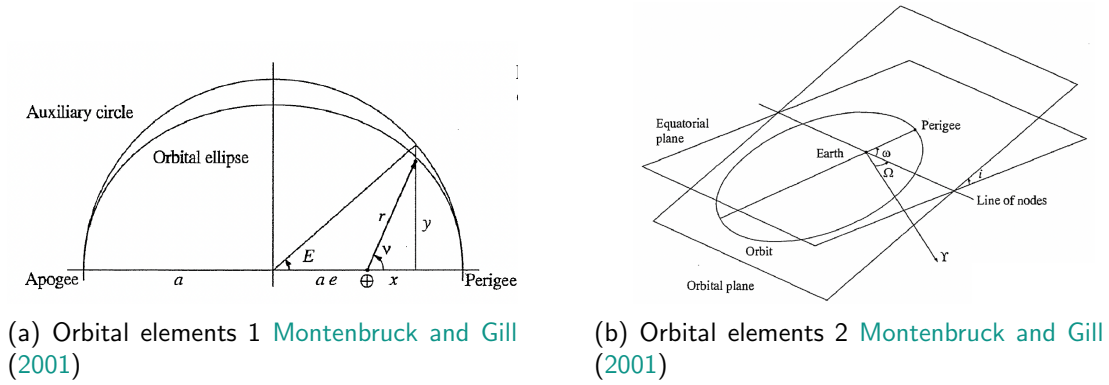 Auxiliary circle
Orbital ellipse
r
y
E
ν
Apogee
a
a e
⊕
x
Perigee
(a) Orbital elements 1 Montenbruck and Gill
(2001)
Equatorial
plane
Perigee
Earth
ω
Ω
i
Line of nodes
Orbit
ϒ
Orbital plane
(b) Orbital elements 2 Montenbruck and Gill
(2001)